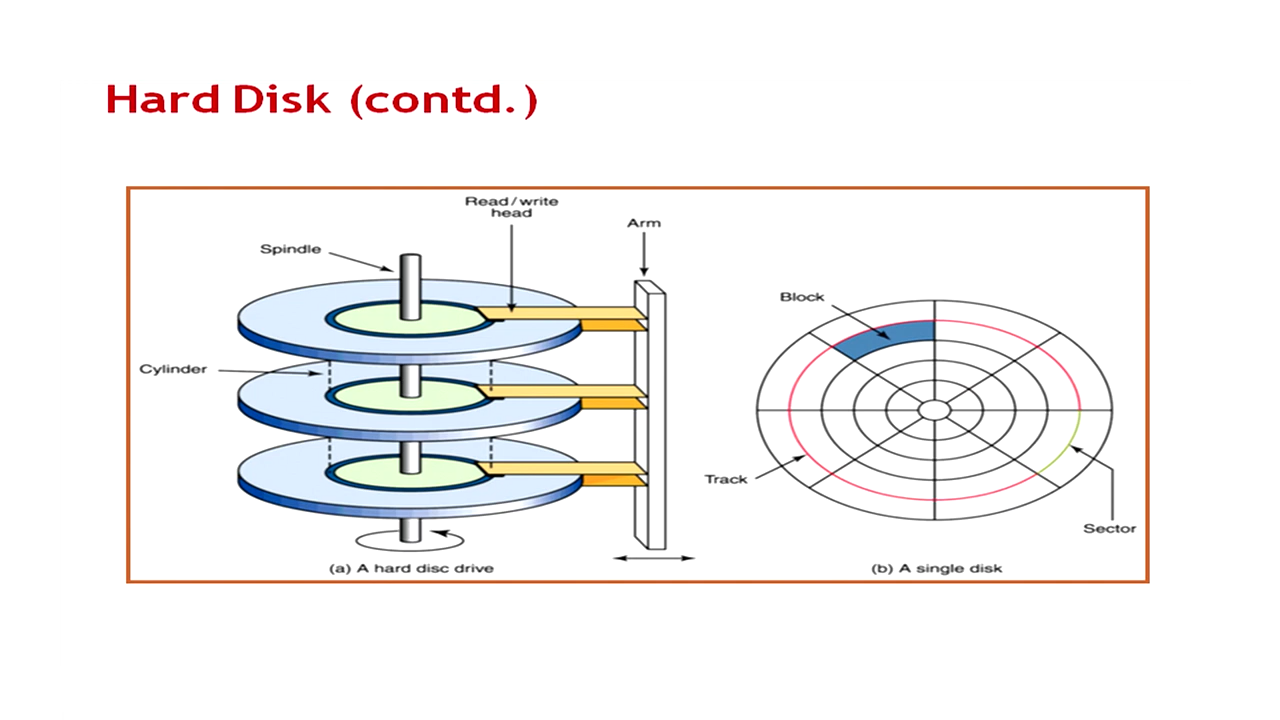 Hard Disk (contd.)
Read/write
head
Arm
Spindle
Block
Cylinder
Track
Sector
(a) A hard disc drive
(b) A single disk